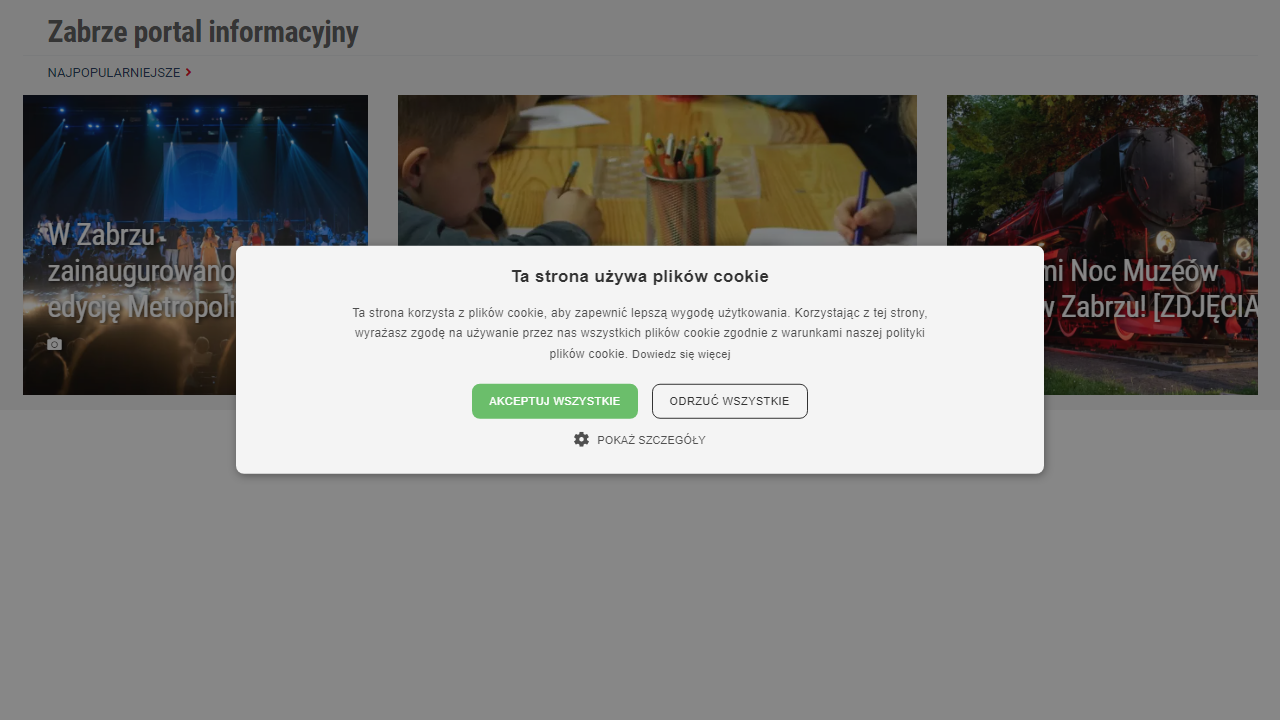 Zabrze portal informacyjny
NAJPOPULARNIEJSZE
W Zabrzu
zainaugurowano
edycję Metropoli
mi Noc Muzeów
w Zabrzu! [ZDJĘCIA
Ta strona używa plików cookie
Ta strona korzysta z plików cookie, aby zapewnić lepszą wygodę użytkowania. Korzystając z tej strony,
wyrażasz zgodę na używanie przez nas wszystkich plików cookie zgodnie z warunkami naszej polityki
plików cookie. Dowiedz się więcej
AKCEPTUJ WSZYSTKIE
ODRZUĆ WSZYSTKIE
POKAŻ SZCZEGÓŁY